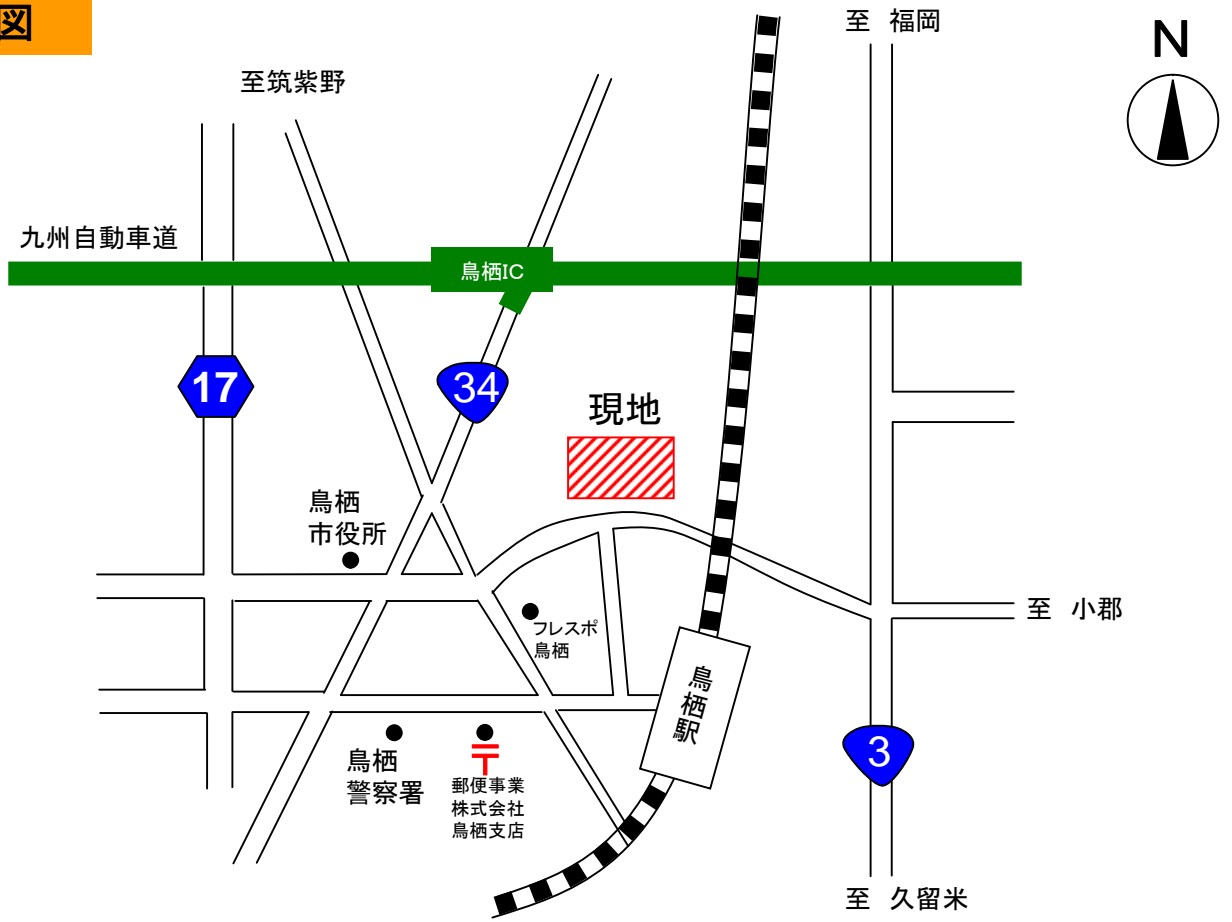 図
至 福岡
N
至筑紫野
九州自動車道
鳥栖IC
17
34
現地
鳥栖
市役所
至 小郡
フレスポ
鳥栖
鳥栖駅
3
鳥栖
警察署
〒
郵便事業
株式会社
鳥栖支店
至 久留米